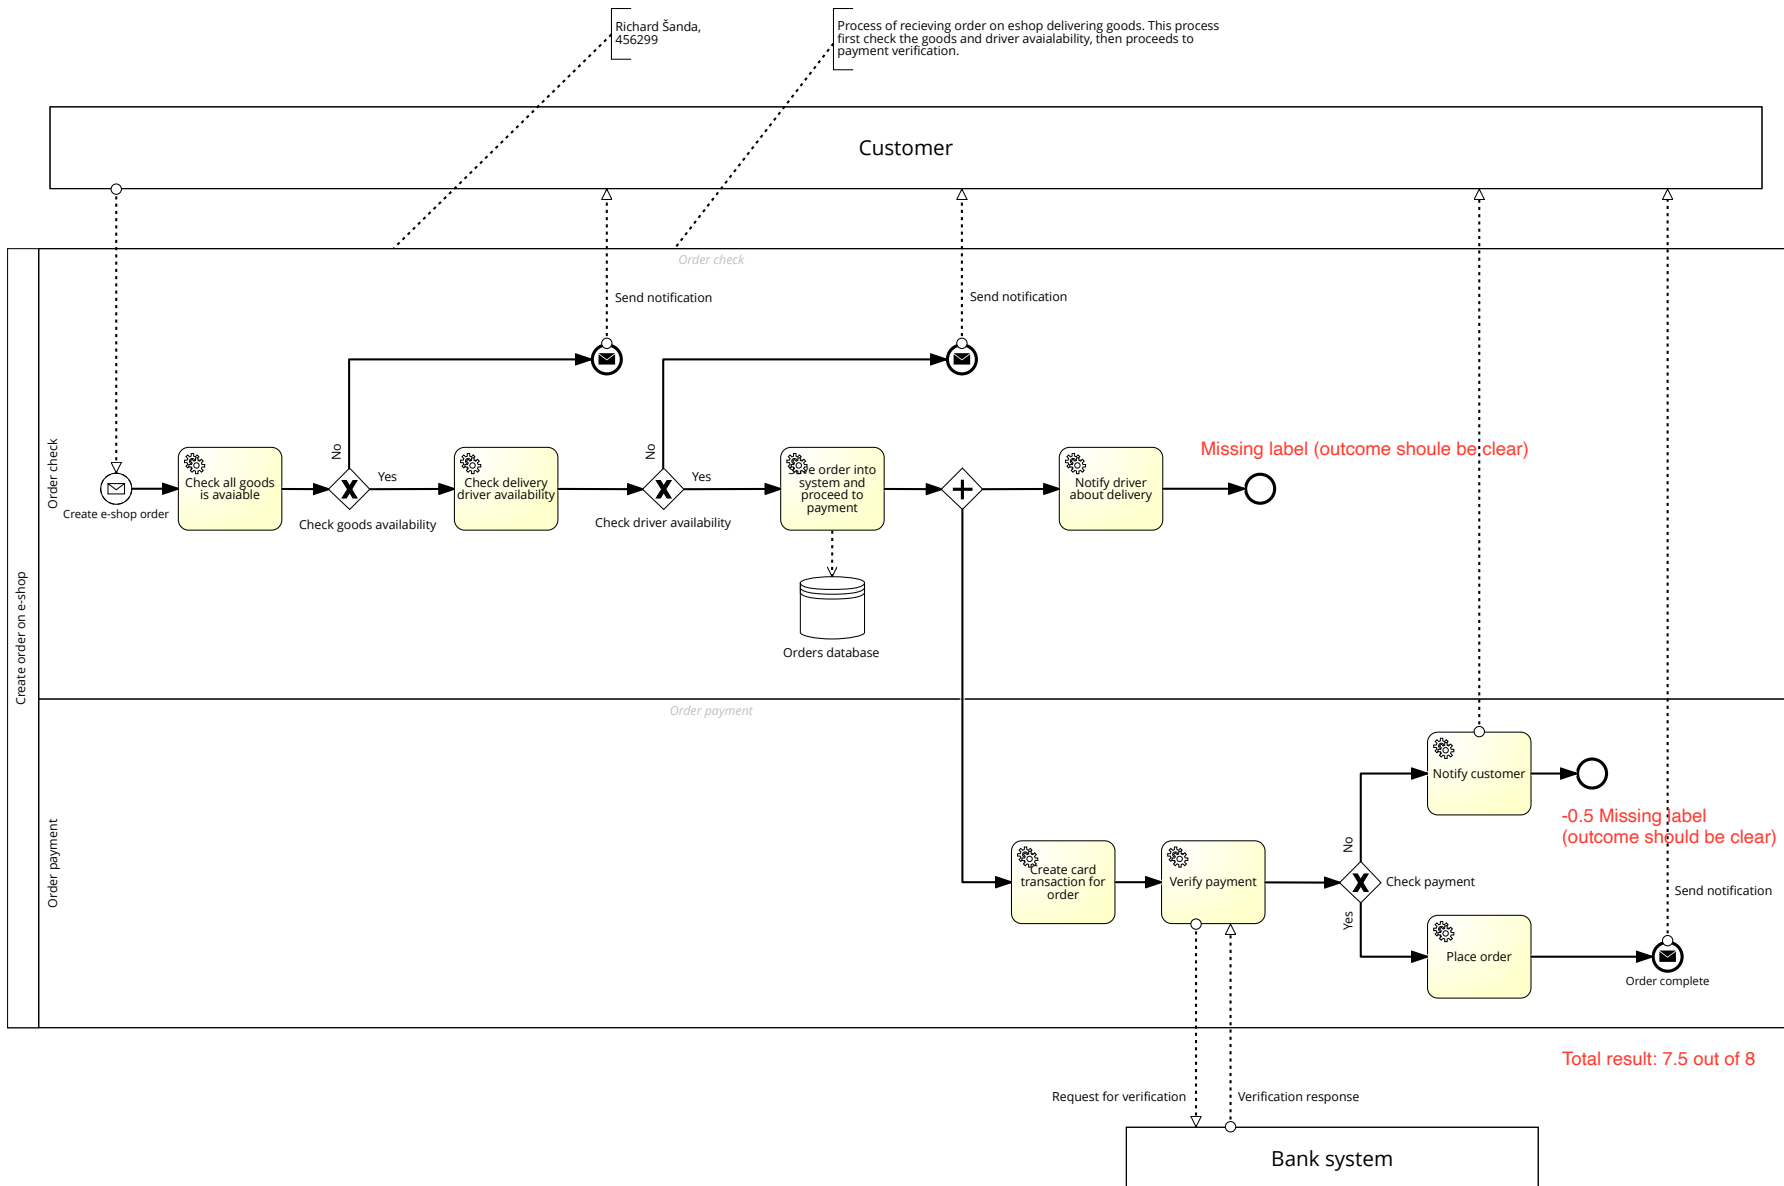 Richard Šanda,
456299
Process of recieving order on eshop delivering goods. This process
first check the goods and driver avaialability, then proceeds to
payment verification.
Customer
Order check
Send notification
Send notification
Create order on e-shop
Order check
Create e-shop order
Check all goods
is avaiable
No
Yes
Check goods availability
Check delivery
driver availability
No
Yes
Check driver availability
Save order into
system and
proceed to
payment
Orders database
Notify driver
about delivery
Missing label (outcome shoule be clear)
Order payment
Order payment
Create card
transaction for
order
Verify payment
No
Yes
Check payment
Notify customer
-0.5 Missing label
(outcome should be clear)
Send notification
Place order
Order complete
Total result: 7.5 out of 8
Request for verification
Verification response
Bank system